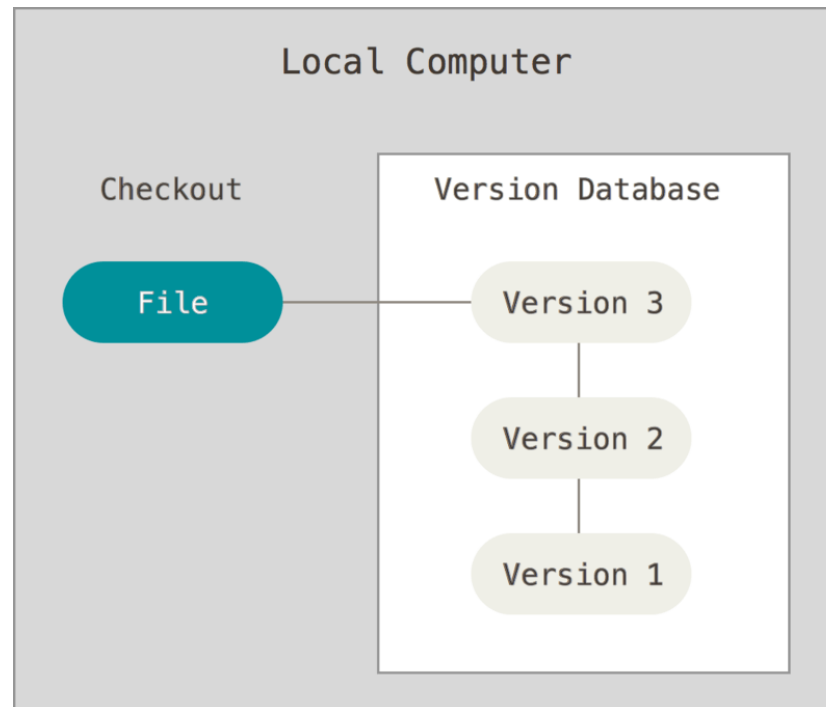 Local Computer
Checkout
Version Database
File
Version 3
Version 2
Version 1